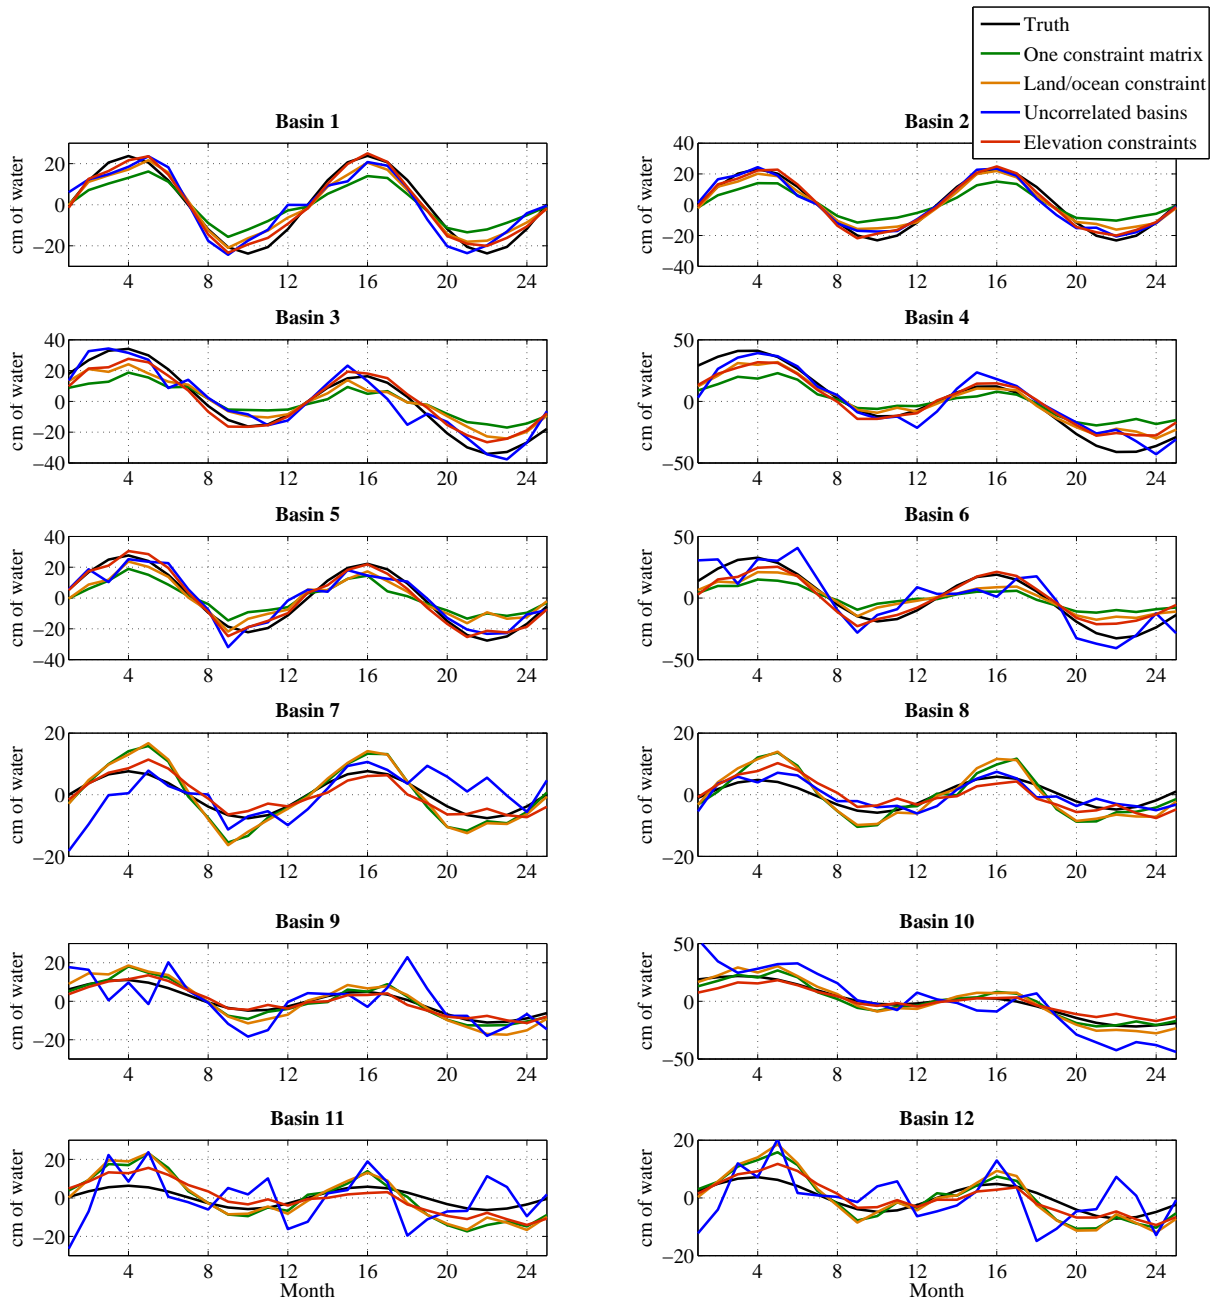 Truth
One constraint matrix
Land/ocean constraint
Uncorrelated basins
Elevation constraints
Basin 1
cm of water
20
0
−20
4 8 12 16 20 24
Basin 2
cm of water
40
20
0
−20
−40
4 8 12 16 20 24
Basin 3
cm of water
40
20
0
−20
−40
4 8 12 16 20 24
Basin 4
cm of water
50
0
−50
4 8 12 16 20 24
Basin 5
cm of water
40
20
0
−20
−40
4 8 12 16 20 24
Basin 6
cm of water
50
0
−50
4 8 12 16 20 24
Basin 7
cm of water
20
0
−20
4 8 12 16 20 24
Basin 8
cm of water
20
0
−20
4 8 12 16 20 24
Basin 9
cm of water
20
0
−20
4 8 12 16 20 24
Basin 10
cm of water
50
0
−50
4 8 12 16 20 24
Basin 11
cm of water
20
0
−20
4 8 12 16 20 24
Month
Basin 12
cm of water
20
0
−20
4 8 12 16 20 24
Month